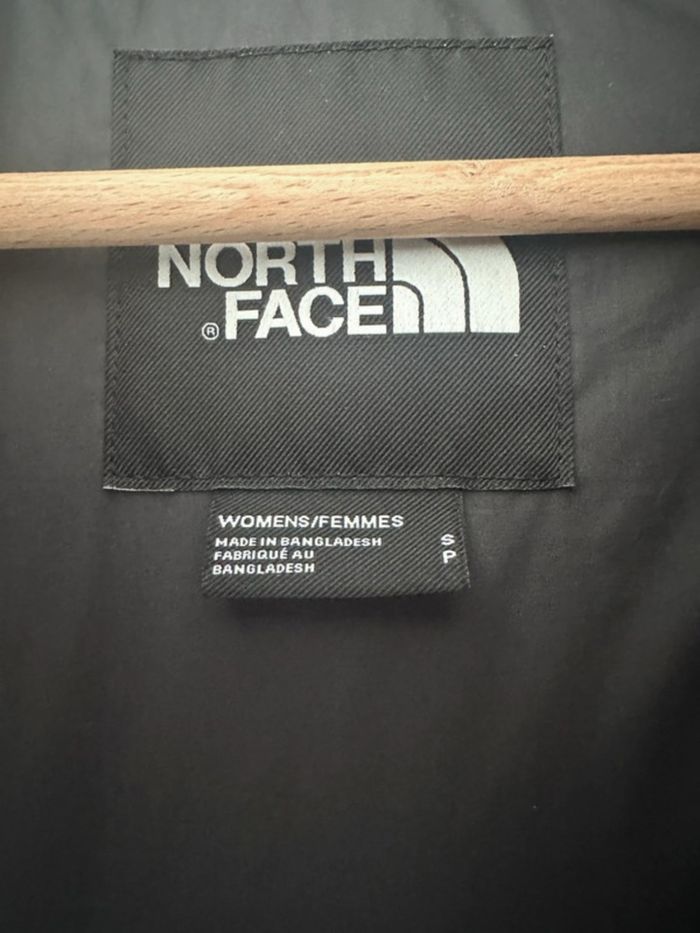 NORTH
® FACE
WOMENS/FEMMES
MADE IN BANGLADESH S
FABRIQUÉ AU P
BANGLADESH